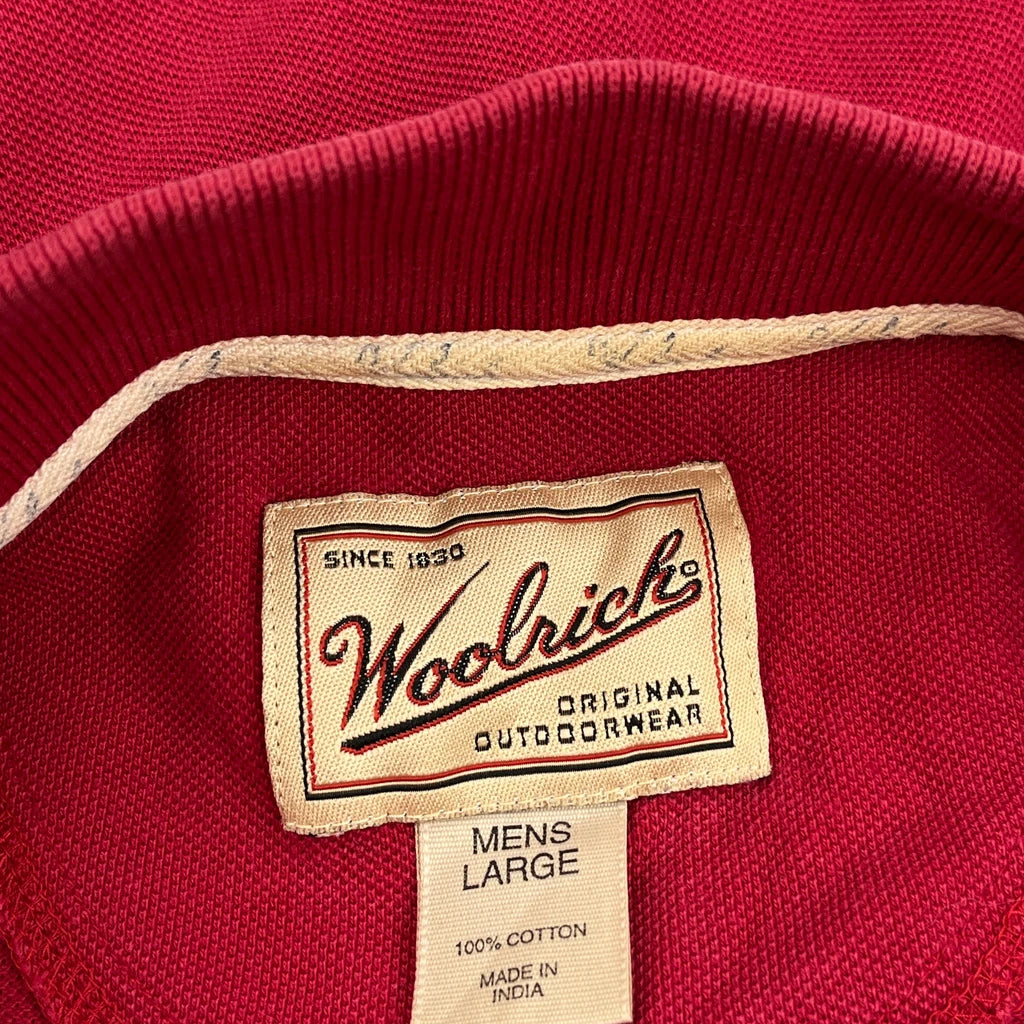 SINCE 1830
Woolrich®
ORIGINAL
OUTDOORWEAR
MENS
LARGE
100% COTTON
MADE IN
INDIA